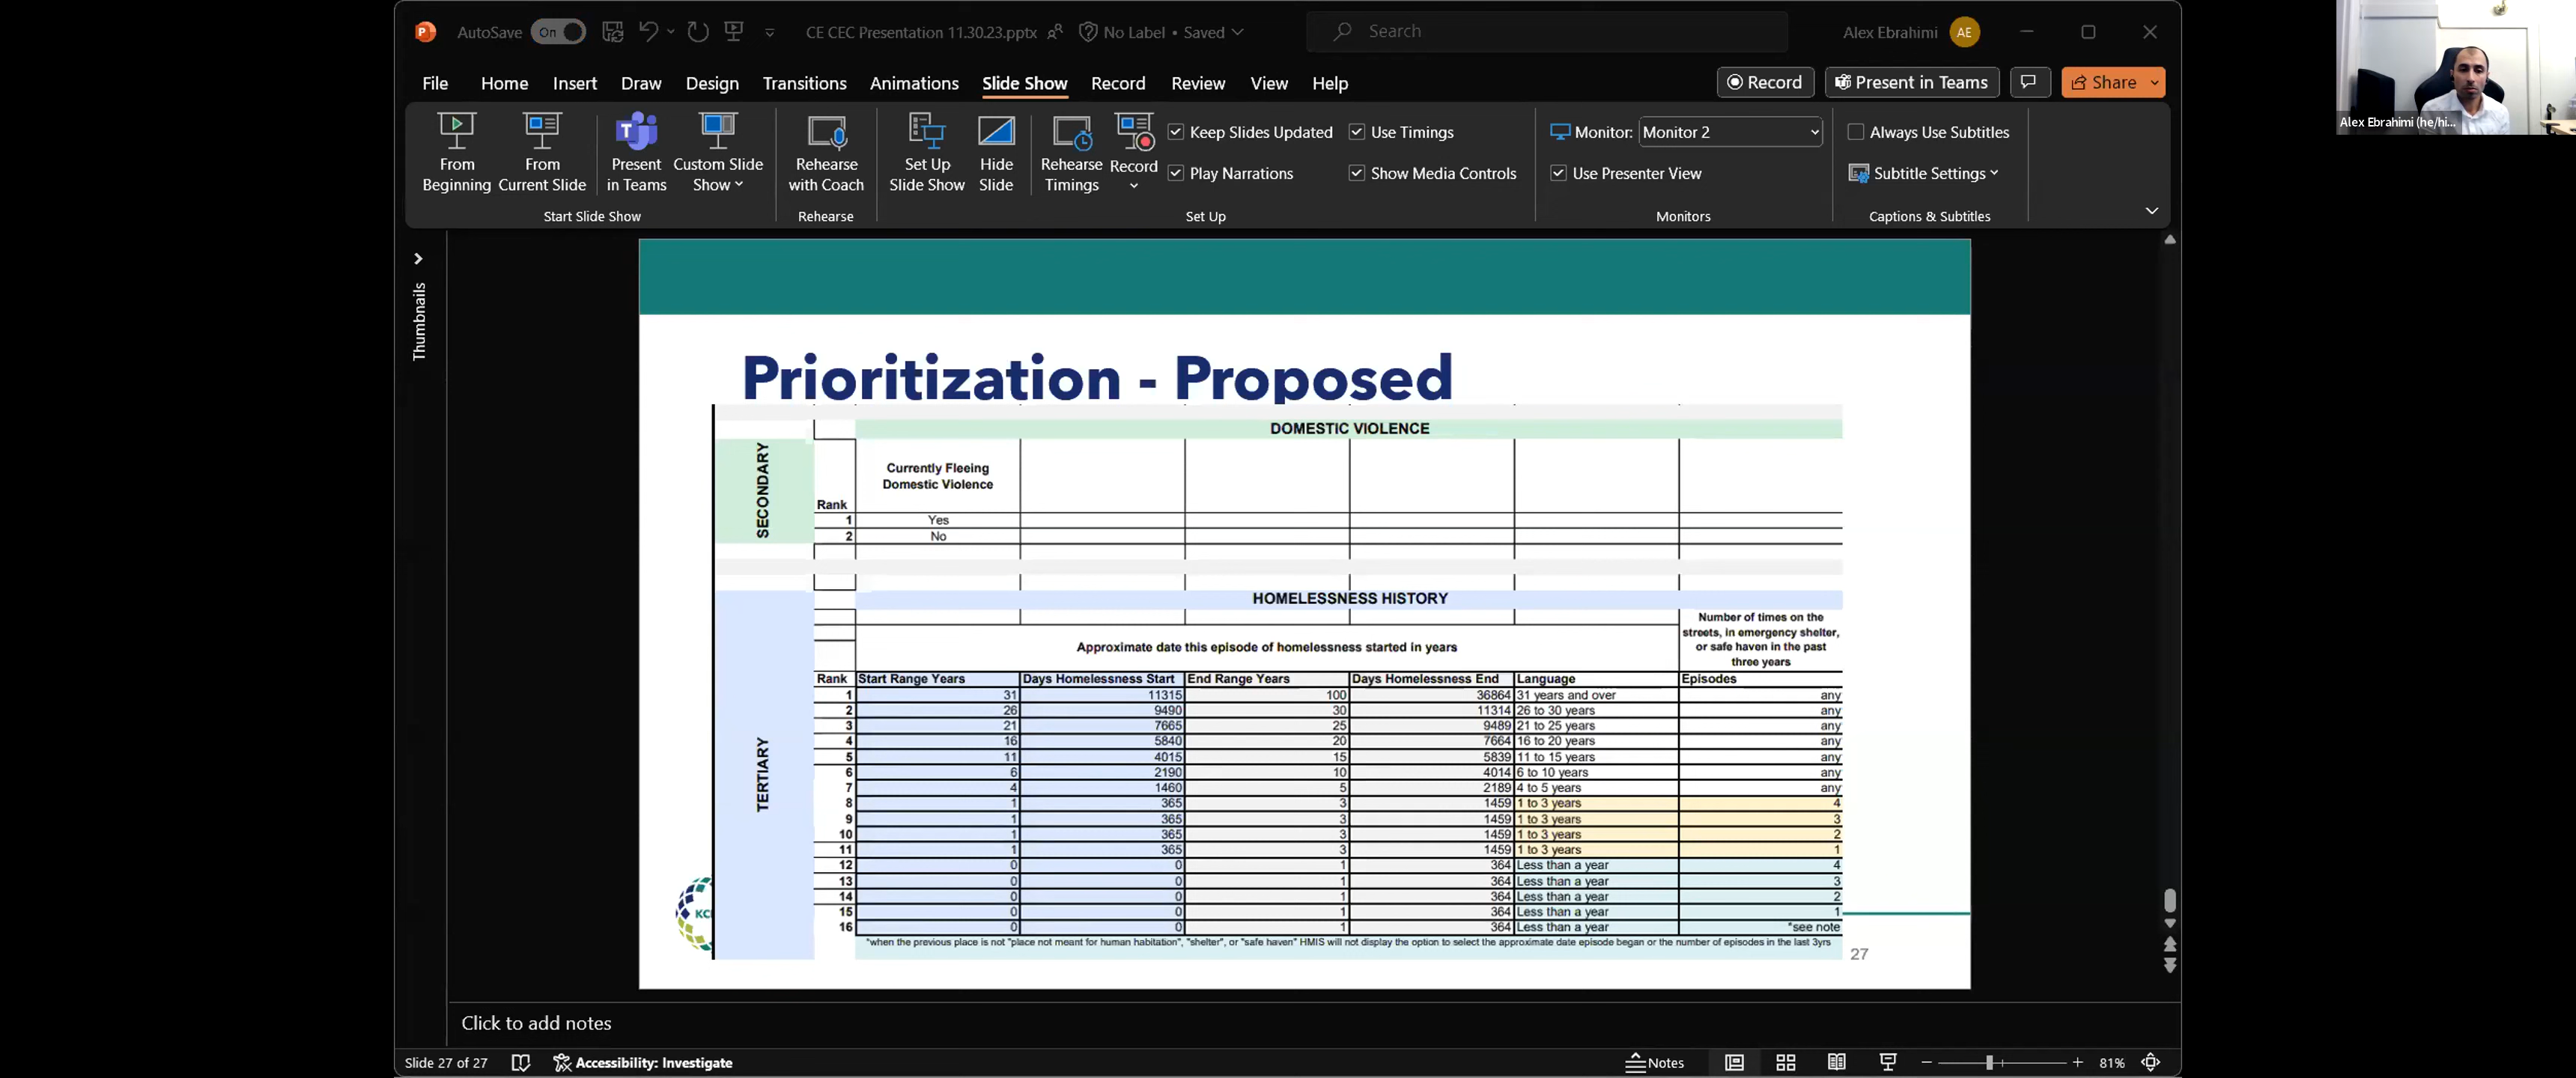 AutoSave On CE CEC Presentation 11.30.23.pptx No Label • Saved Search Alex Ebrahimi AE
File Home Insert Draw Design Transitions Animations Slide Show Record Review View Help Record Present in Teams Share
From Beginning
From Current Slide
Present in Teams
Custom Slide Show
Rehearse with Coach
Set Up Slide Show
Hide Slide
Rehearse Timings
Record
Keep Slides Updated Use Timings
Play Narrations Show Media Controls
Monitor: Monitor 2
Use Presenter View
Always Use Subtitles
Subtitle Settings
Start Slide Show Rehearse Set Up Monitors Captions & Subtitles
Alex Ebrahimi (he/hi...
Thumbnails
Prioritization - Proposed
DOMESTIC VIOLENCE
SECONDARY
Currently Fleeing
Domestic Violence
Rank
1 Yes
2 No
HOMELESSNESS HISTORY
TERTIARY
Approximate date this episode of homelessness started in years
Number of times on the
streets, in emergency shelter,
or safe haven in the past
three years
Rank Start Range Years Days Homelessness Start End Range Years Days Homelessness End Language Episodes
1 31 11315 100 36864 31 years and over any
2 26 9490 30 11314 26 to 30 years any
3 21 7665 25 9489 21 to 25 years any
4 16 5840 20 7664 16 to 20 years any
5 11 4015 15 5839 11 to 15 years any
6 6 2190 10 4014 6 to 10 years any
7 4 1460 5 2189 4 to 5 years any
8 1 365 3 1459 1 to 3 years 4
9 1 365 3 1459 1 to 3 years 3
10 1 365 3 1459 1 to 3 years 2
11 1 365 3 1459 1 to 3 years 1
12 0 0 1 364 Less than a year 4
13 0 0 1 364 Less than a year 3
14 0 0 1 364 Less than a year 2
15 0 0 1 364 Less than a year 1
16 0 0 1 364 Less than a year *see note
*when the previous place is not "place not meant for human habitation", "shelter", or "safe haven" HMIS will not display the option to select the approximate date episode began or the number of episodes in the last 3yrs
27
Click to add notes
Slide 27 of 27 Accessibility: Investigate Notes 81%